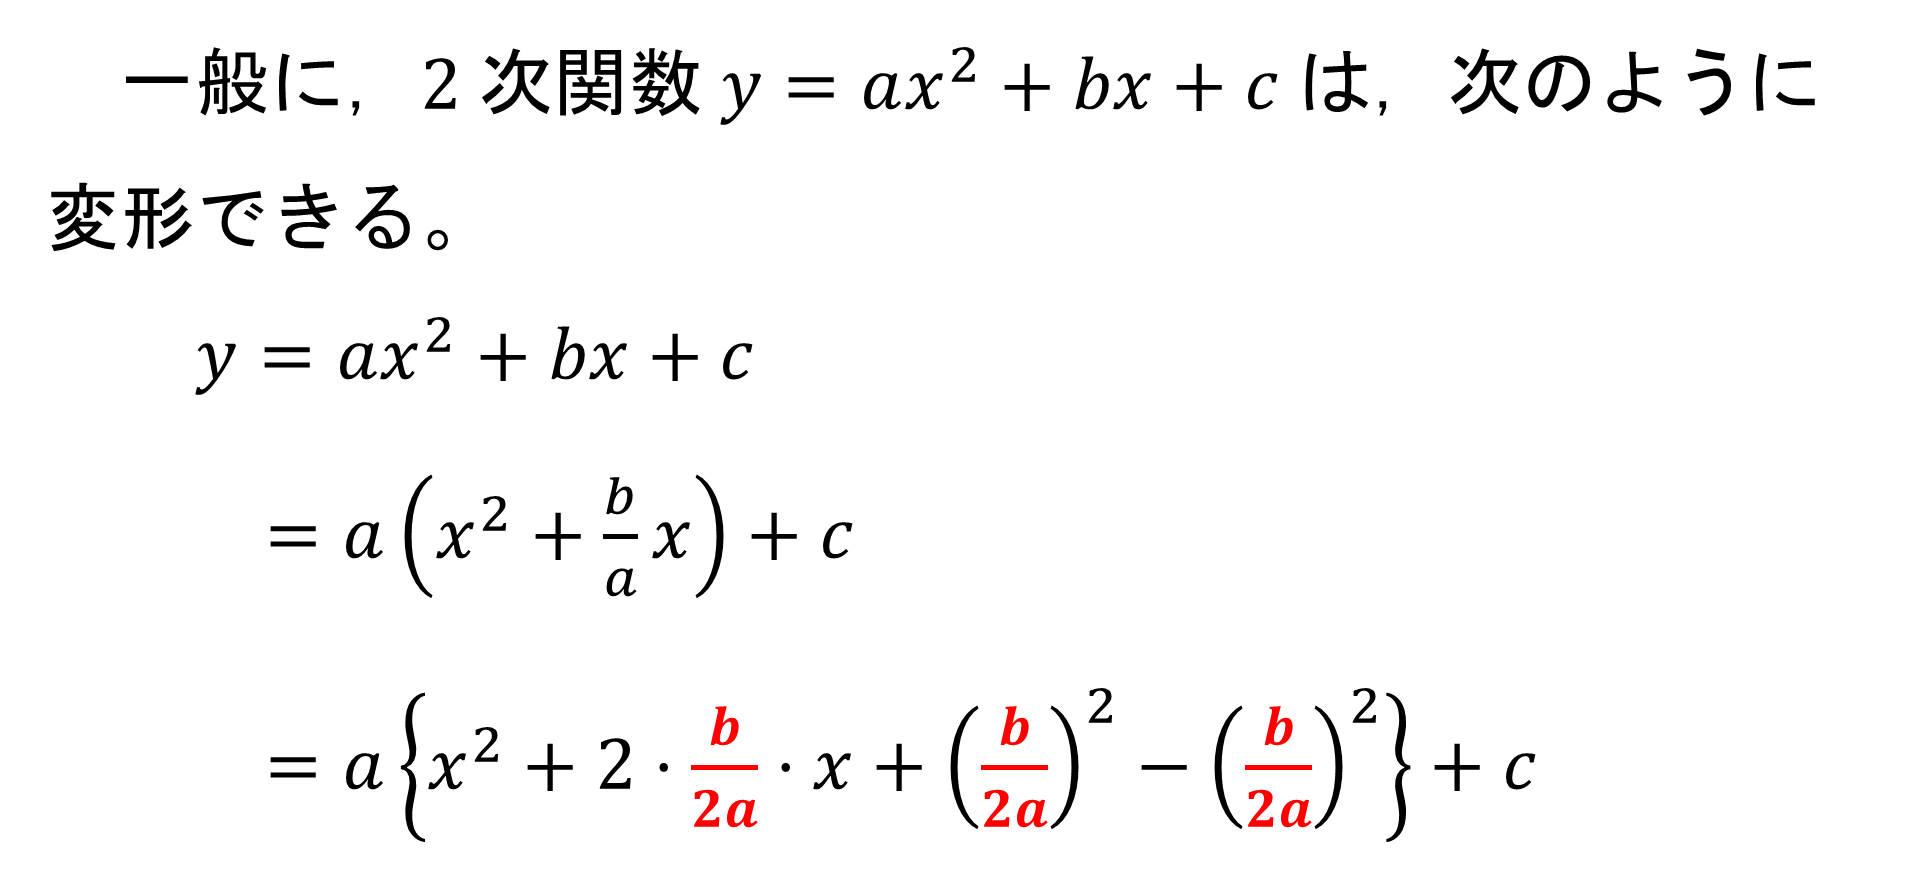 一般に，2 次関数 y = ax² + bx + c は，次のように
変形できる。
y = ax² + bx + c
= a(x² + b/a x) + c
= a{x² + 2 · b/2a · x + (b/2a)² − (b/2a)²} + c